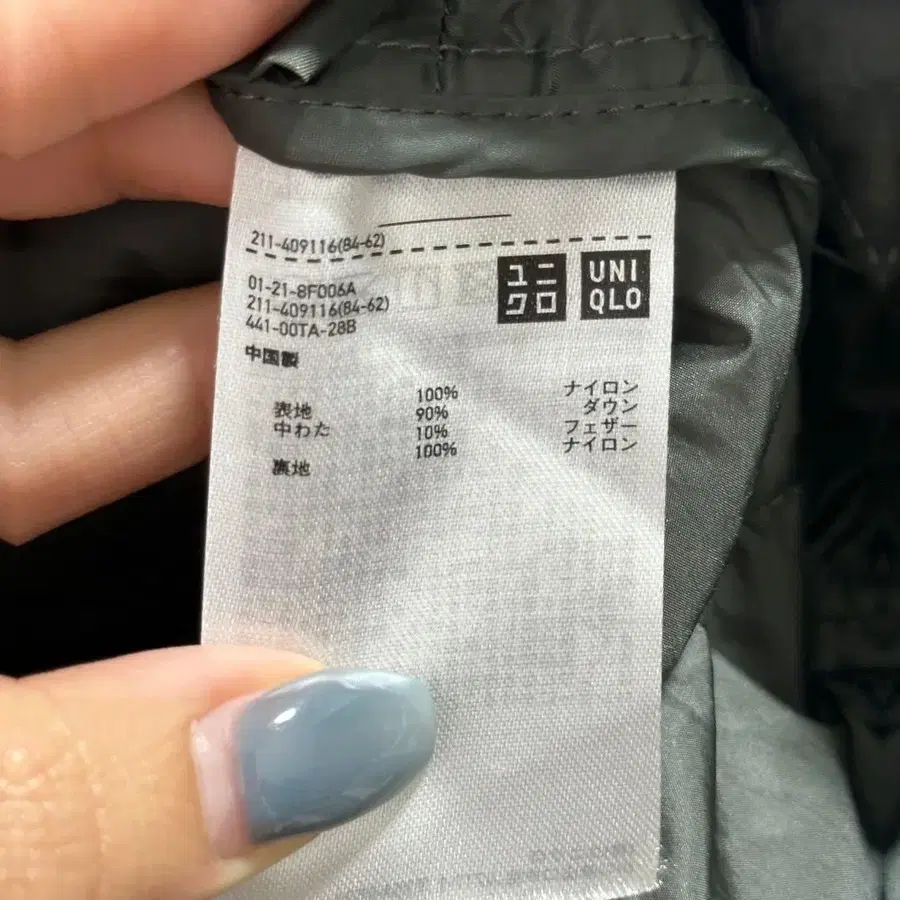 211-409116(84-62)
ユニ
クロ
UNI
QLO
01-21-8F006A
211-409116(84-62)
441-00TA-28B
中国製
表地 100% ナイロン
中わた 90% ダウン
10% フェザー
裏地 100% ナイロン